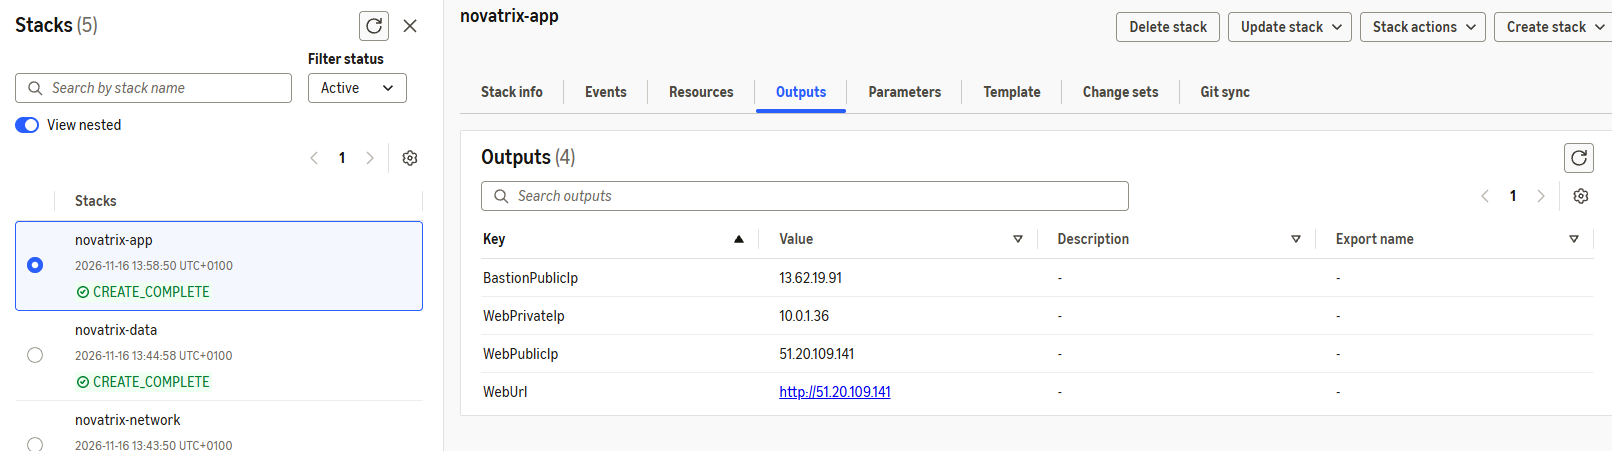 Stacks (5)
Filter status
Search by stack name
Active
View nested
1
Stacks
novatrix-app
2026-11-16 13:58:50 UTC+0100
CREATE_COMPLETE
novatrix-data
2026-11-16 13:44:58 UTC+0100
CREATE_COMPLETE
novatrix-network
2026-11-16 13:43:50 UTC+0100
novatrix-app
Delete stack
Update stack
Stack actions
Create stack
Stack info
Events
Resources
Outputs
Parameters
Template
Change sets
Git sync
Outputs (4)
Search outputs
1
Key Value Description Export name
BastionPublicIp 13.62.19.91 - -
WebPrivateIp 10.0.1.36 - -
WebPublicIp 51.20.109.141 - -
WebUrl http://51.20.109.141 - -